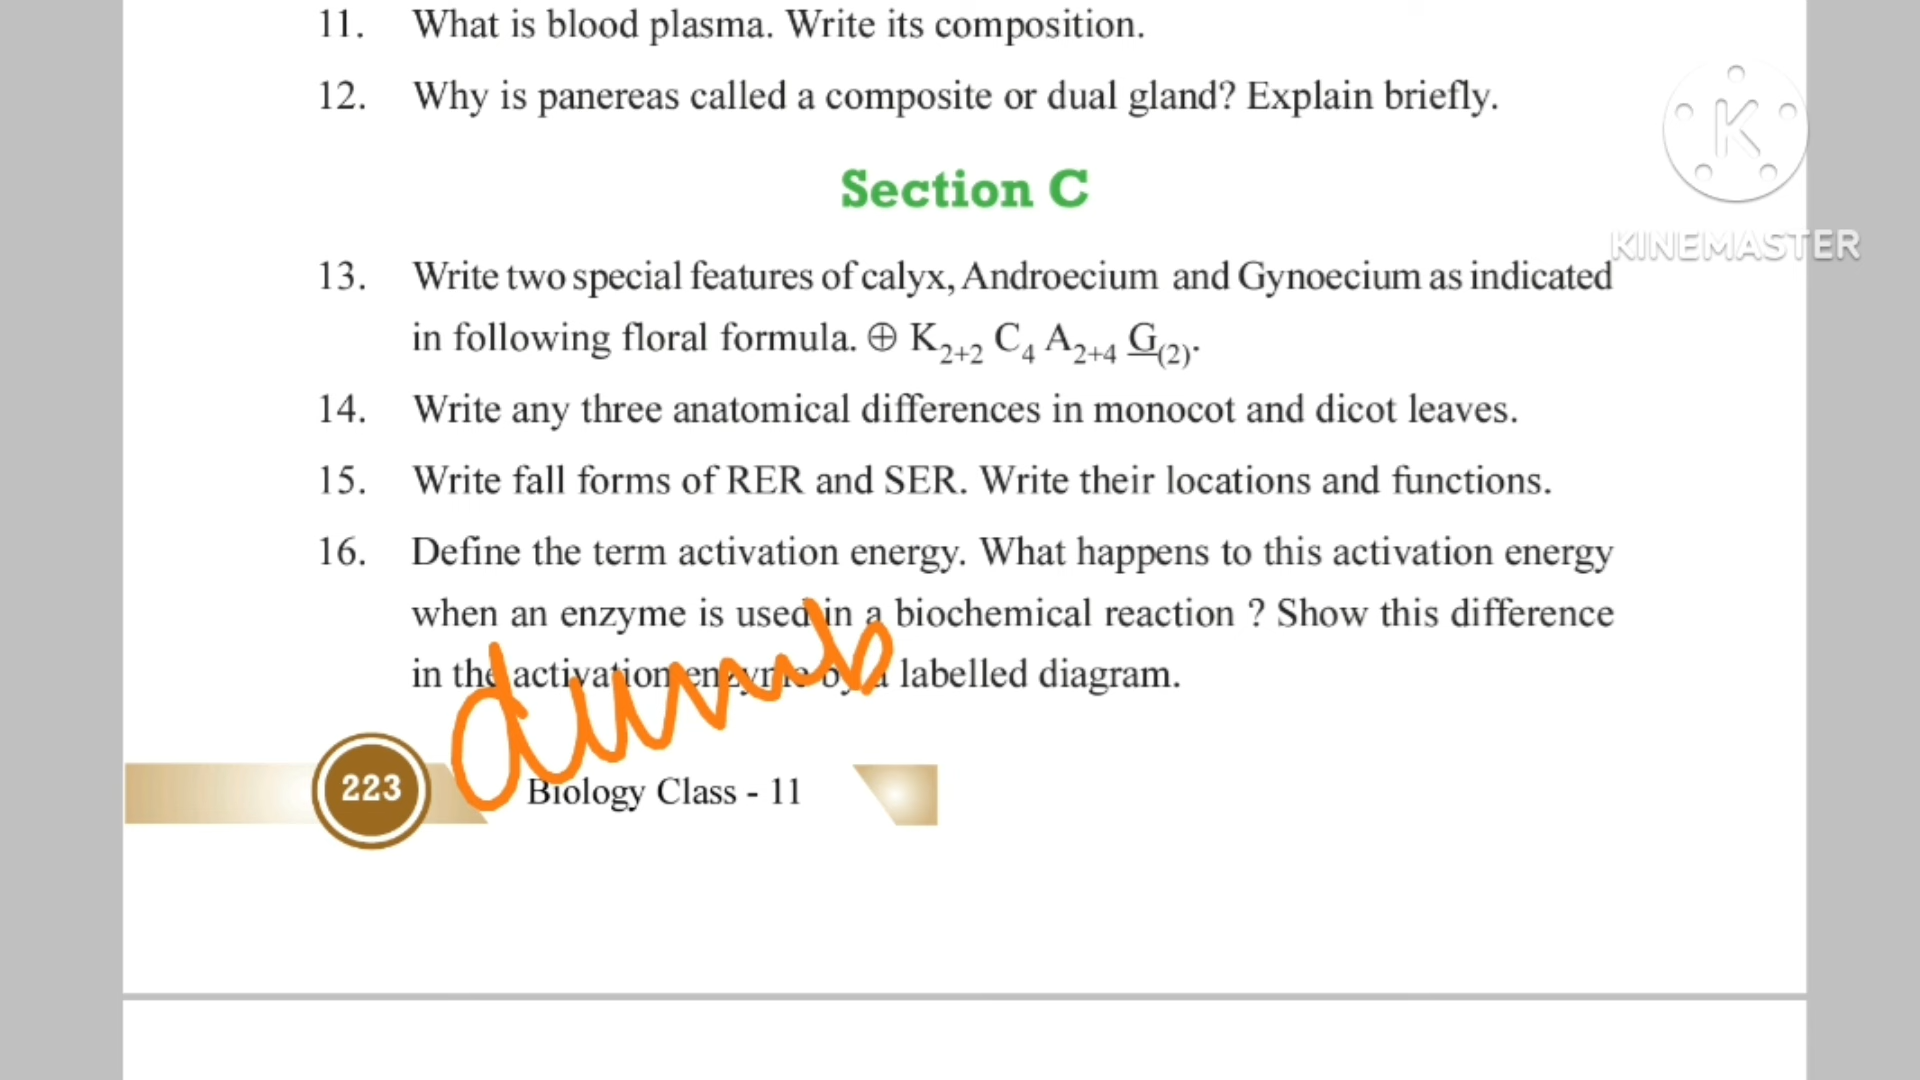 11. What is blood plasma. Write its composition.
12. Why is panereas called a composite or dual gland? Explain briefly.
Section C
K
KINEMASTER
13. Write two special features of calyx, Androecium and Gynoecium as indicated
in following floral formula. ⊕ K2+2 C4 A2+4 G(2).
14. Write any three anatomical differences in monocot and dicot leaves.
15. Write fall forms of RER and SER. Write their locations and functions.
16. Define the term activation energy. What happens to this activation energy
when an enzyme is used in a biochemical reaction ? Show this difference
in the activation enzyme by a labelled diagram.
dumb
223 Biology Class - 11